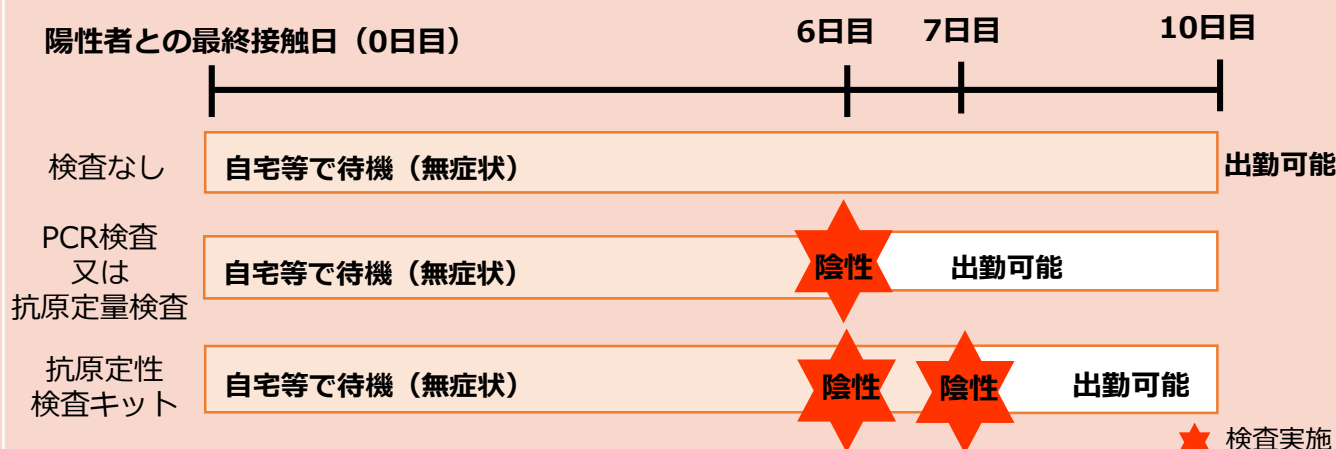 陽性者との最終接触日（0日目）
6日目
7日目
10日目
検査なし
自宅等で待機（無症状）
出勤可能
PCR検査
又は
抗原定量検査
自宅等で待機（無症状）
陰性
出勤可能
抗原定性
検査キット
自宅等で待機（無症状）
陰性
陰性
出勤可能
検査実施